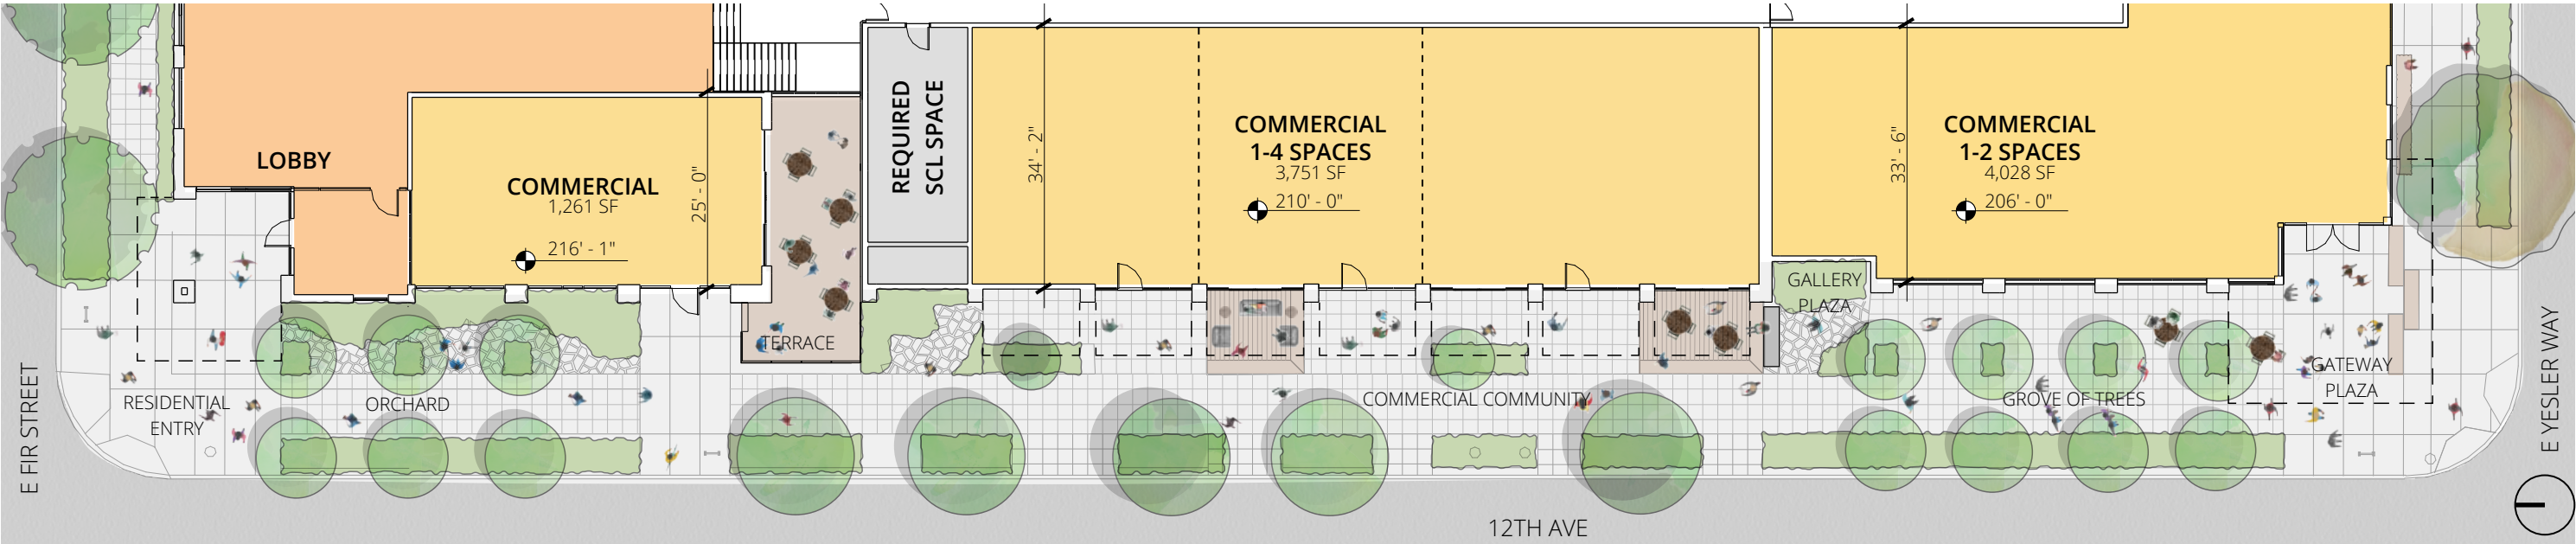 E FIR STREET
LOBBY
RESIDENTIAL
ENTRY
COMMERCIAL
1,261 SF
216' - 1"
25' - 0"
ORCHARD
TERRACE
REQUIRED
SCL SPACE
34' - 2"
COMMERCIAL
1-4 SPACES
3,751 SF
210' - 0"
COMMERCIAL COMMUNITY
GALLERY
PLAZA
33' - 6"
COMMERCIAL
1-2 SPACES
4,028 SF
206' - 0"
GROVE OF TREES
GATEWAY
PLAZA
E YESLER WAY
12TH AVE